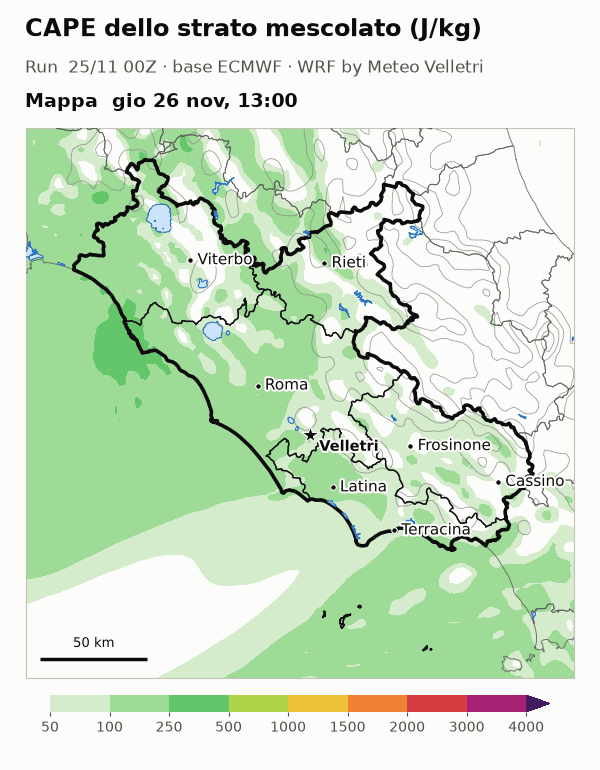 CAPE dello strato mescolato (J/kg)
Run  25/11 00Z · base ECMWF · WRF by Meteo Velletri
Mappa  gio 26 nov, 13:00
Viterbo
Rieti
Roma
Velletri
Frosinone
Cassino
Latina
Terracina
50 km
50 100 250 500 1000 1500 2000 3000 4000